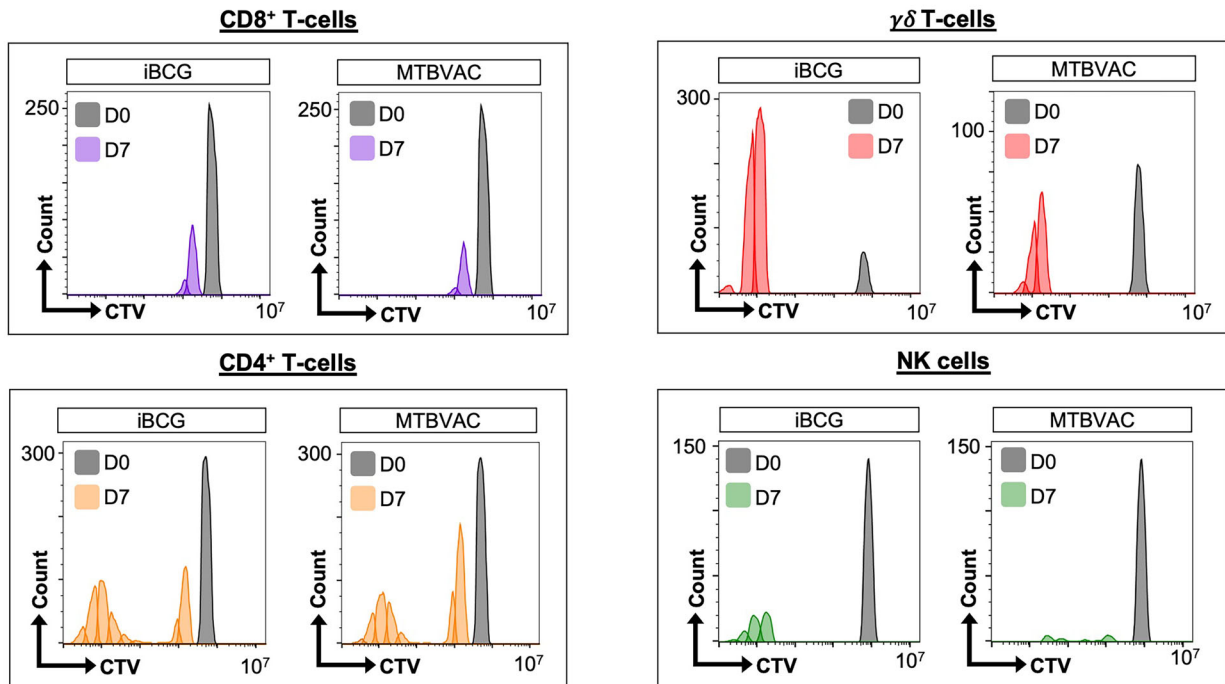 CD8⁺ T-cells
iBCG
MTBVAC
250
D0
D7
Count
CTV
10⁷
250
D0
D7
Count
CTV
10⁷
γδ T-cells
iBCG
MTBVAC
300
D0
D7
Count
CTV
10⁷
100
D0
D7
Count
CTV
10⁷
CD4⁺ T-cells
iBCG
MTBVAC
300
D0
D7
Count
CTV
10⁷
300
D0
D7
Count
CTV
10⁷
NK cells
iBCG
MTBVAC
150
D0
D7
Count
CTV
10⁷
150
D0
D7
Count
CTV
10⁷